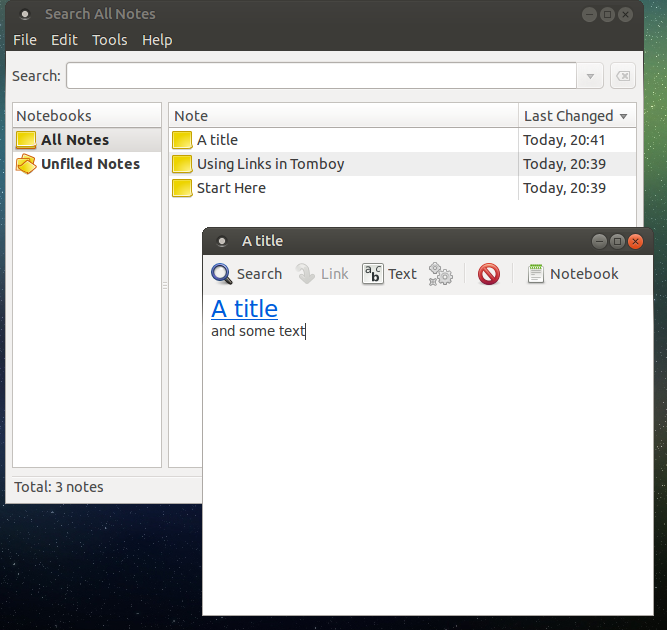 Search All Notes
File Edit Tools Help
Search:
Notebooks
All Notes
Unfiled Notes
Note Last Changed
A title Today, 20:41
Using Links in Tomboy Today, 20:39
Start Here Today, 20:39
Total: 3 notes
A title
Search Link abc Text Notebook
A title
and some text